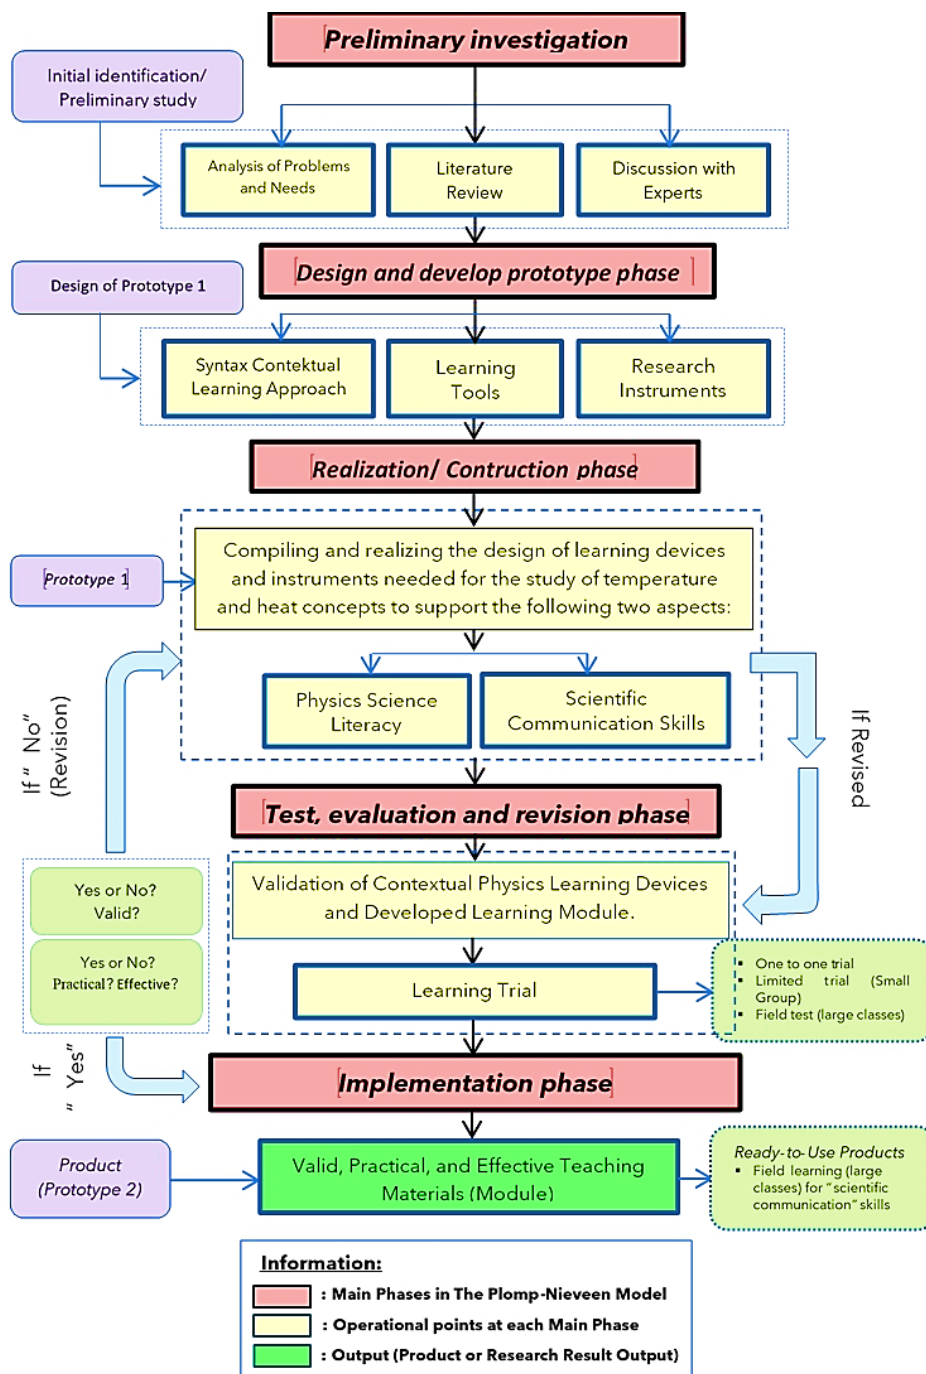 [Preliminary investigation
Initial identification/
Preliminary study
Analysis of Problems
and Needs
Literature
Review
Discussion with
Experts
[Design and develop prototype phase ]
Design of Prototype 1
Syntax Contektual
Learning Approach
Learning
Tools
Research
Instruments
[Realization/ Contruction phase]
[Prototype 1]
Compiling and realizing the design of learning devices
and instruments needed for the study of temperature
and heat concepts to support the following two aspects:
Physics Science
Literacy
Scientific
Communication Skills
If “ No”
(Revision)
If Revised
[Test, evaluation and revision phase]
Yes or No?
Valid?
Yes or No?
Practical? Effective?
Validation of Contextual Physics Learning Devices
and Developed Learning Module.
Learning Trial
▪ One to one trial
▪ Limited trial (Small
Group)
▪ Field test (large classes)
If
“ Yes”
[Implementation phase]
Product
(Prototype 2)
Valid, Practical, and Effective Teaching
Materials (Module)
Ready-to-Use Products
▪ Field learning (large
classes) for “scientific
communication” skills
Information:
: Main Phases in The Plomp-Nieveen Model
: Operational points at each Main Phase
: Output (Product or Research Result Output)